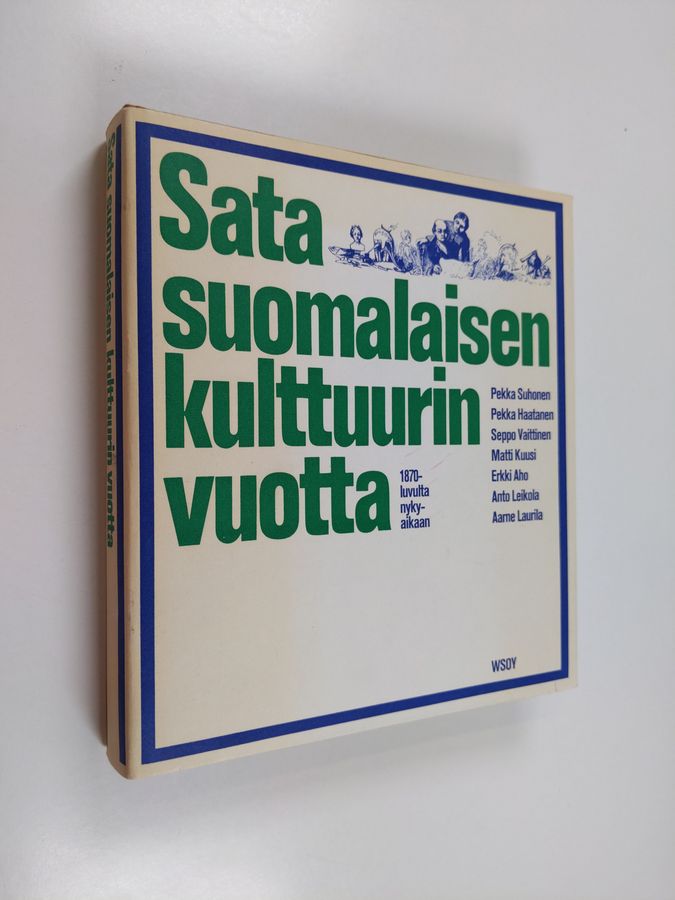 Sata suomalaisen kulttuurin vuotta
Sata
suomalaisen
kulttuurin
vuotta
1870-
luvulta
nyky-
aikaan
Pekka Suhonen
Pekka Haatanen
Seppo Vaittinen
Matti Kuusi
Erkki Aho
Anto Leikola
Aarne Laurila
WSOY